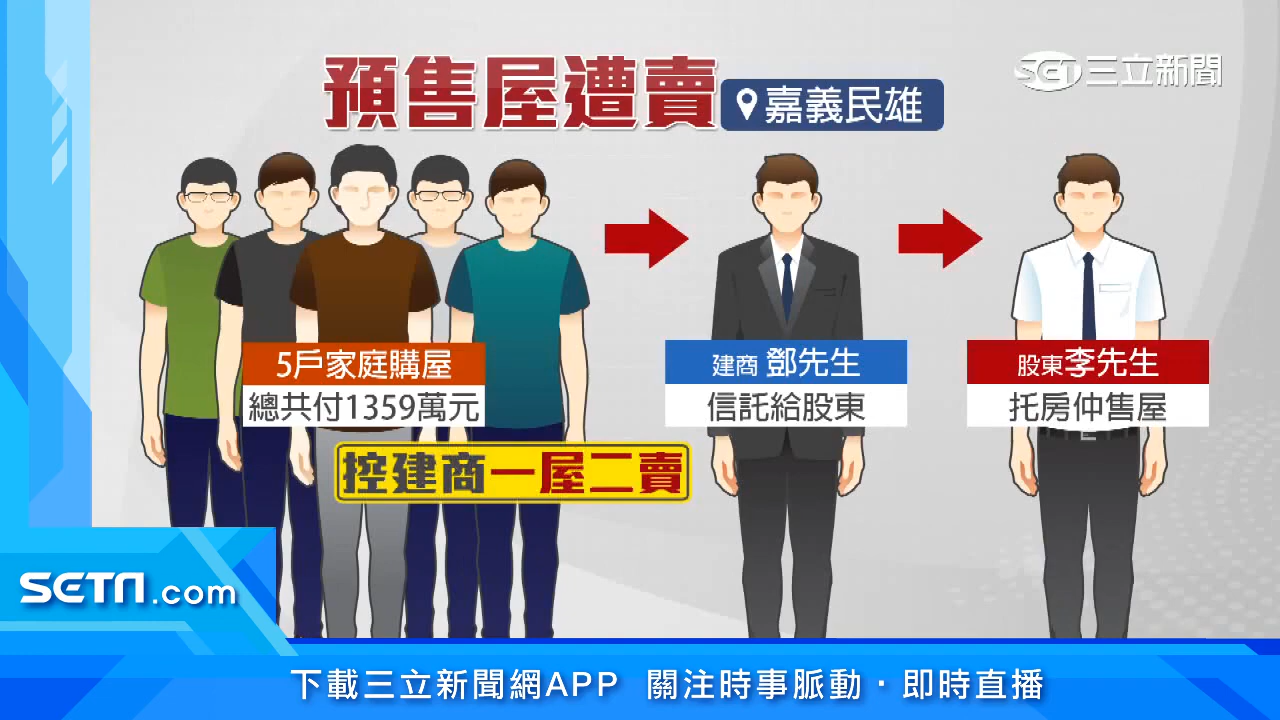 預售屋遭賣
嘉義民雄
SET 三立新聞
5戶家庭購屋
總共付1359萬元
建商 鄧先生
信託給股東
股東李先生
托房仲售屋
控建商一屋二賣
SETN.com
下載三立新聞網APP 關注時事脈動・即時直播